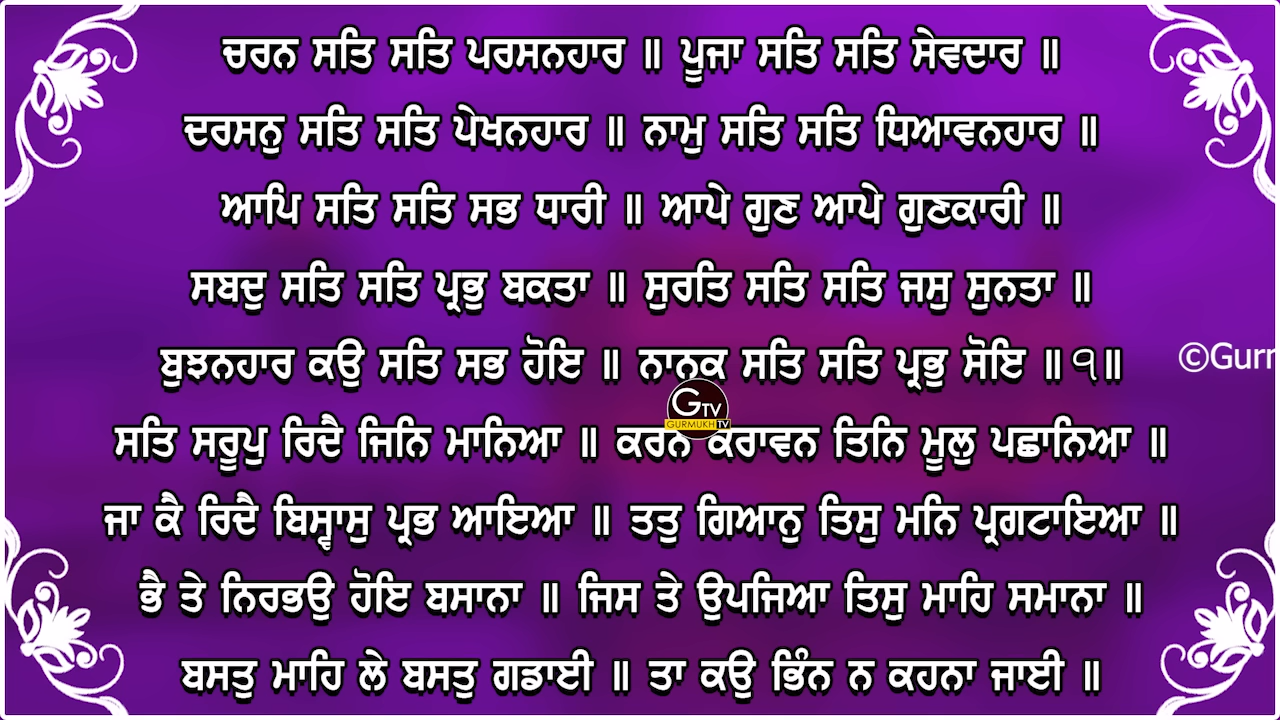 ਚਰਨ ਸਤਿ ਸਤਿ ਪਰਸਨਹਾਰ ॥ ਪੂਜਾ ਸਤਿ ਸਤਿ ਸੇਵਦਾਰ ॥
ਦਰਸਨੁ ਸਤਿ ਸਤਿ ਪੇਖਨਹਾਰ ॥ ਨਾਮੁ ਸਤਿ ਸਤਿ ਧਿਆਵਨਹਾਰ ॥
ਆਪਿ ਸਤਿ ਸਤਿ ਸਭ ਧਾਰੀ ॥ ਆਪੇ ਗੁਣ ਆਪੇ ਗੁਣਕਾਰੀ ॥
ਸਬਦੁ ਸਤਿ ਸਤਿ ਪ੍ਰਭੁ ਬਕਤਾ ॥ ਸੁਰਤਿ ਸਤਿ ਸਤਿ ਜਸੁ ਸੁਨਤਾ ॥
ਬੁਝਨਹਾਰ ਕਉ ਸਤਿ ਸਭ ਹੋਇ ॥ ਨਾਨਕ ਸਤਿ ਸਤਿ ਪ੍ਰਭੁ ਸੋਇ ॥੧॥
©Gurm
G TV
GURMUKH TV
ਸਤਿ ਸਰੂਪੁ ਰਿਦੈ ਜਿਨਿ ਮਾਨਿਆ ॥ ਕਰਨ ਕਰਾਵਨ ਤਿਨਿ ਮੂਲੁ ਪਛਾਨਿਆ ॥
ਜਾ ਕੈ ਰਿਦੈ ਬਿਸ੍ਵਾਸੁ ਪ੍ਰਭ ਆਇਆ ॥ ਤਤੁ ਗਿਆਨੁ ਤਿਸੁ ਮਨਿ ਪ੍ਰਗਟਾਇਆ ॥
ਭੈ ਤੇ ਨਿਰਭਉ ਹੋਇ ਬਸਾਨਾ ॥ ਜਿਸ ਤੇ ਉਪਜਿਆ ਤਿਸੁ ਮਾਹਿ ਸਮਾਨਾ ॥
ਬਸਤੁ ਮਾਹਿ ਲੇ ਬਸਤੁ ਗਡਾਈ ॥ ਤਾ ਕਉ ਭਿੰਨ ਨ ਕਹਨਾ ਜਾਈ ॥